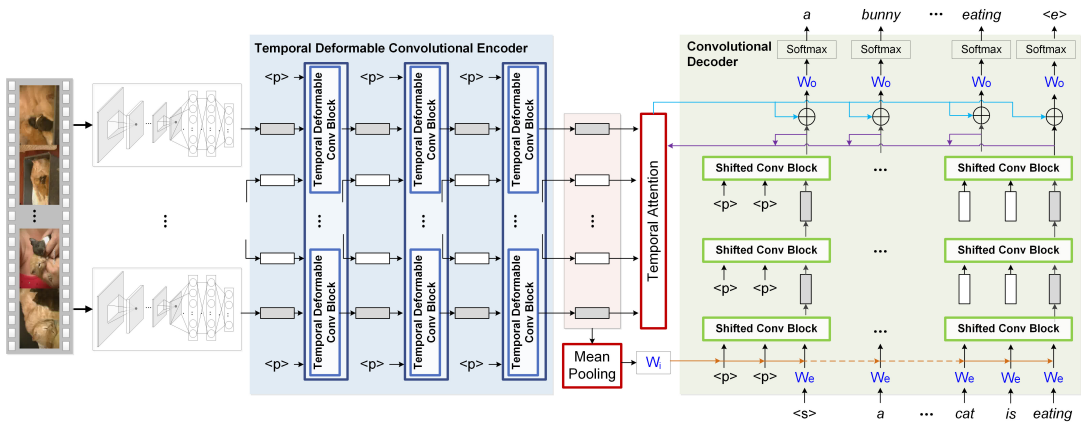 a bunny ... eating <e>
Softmax Softmax Softmax Softmax
Temporal Deformable Convolutional Encoder
Convolutional
Decoder
<p> <p> <p>
Wo Wo Wo Wo
Temporal Deformable
Conv Block
Temporal Deformable
Conv Block
Temporal Deformable
Conv Block
Temporal Attention
Shifted Conv Block ... Shifted Conv Block
<p> <p>
... ... ... ... ...
Shifted Conv Block ... Shifted Conv Block
<p> <p>
Temporal Deformable
Conv Block
Temporal Deformable
Conv Block
Temporal Deformable
Conv Block
Shifted Conv Block ... Shifted Conv Block
<p> <p> <p>
Mean
Pooling
Wi
<p> <p> We We We We We
<s> a ... cat is eating